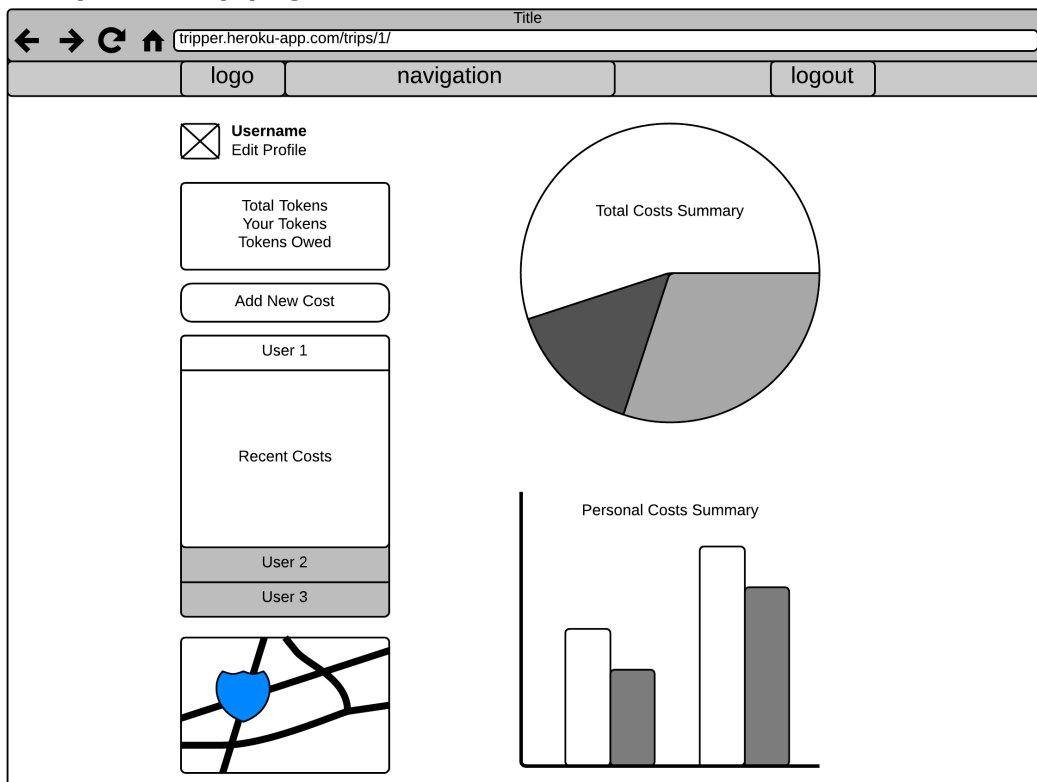 Title
tripper.heroku-app.com/trips/1/
logo
navigation
logout
Username
Edit Profile
Total Tokens
Your Tokens
Tokens Owed
Add New Cost
User 1
Recent Costs
User 2
User 3
Total Costs Summary
Personal Costs Summary